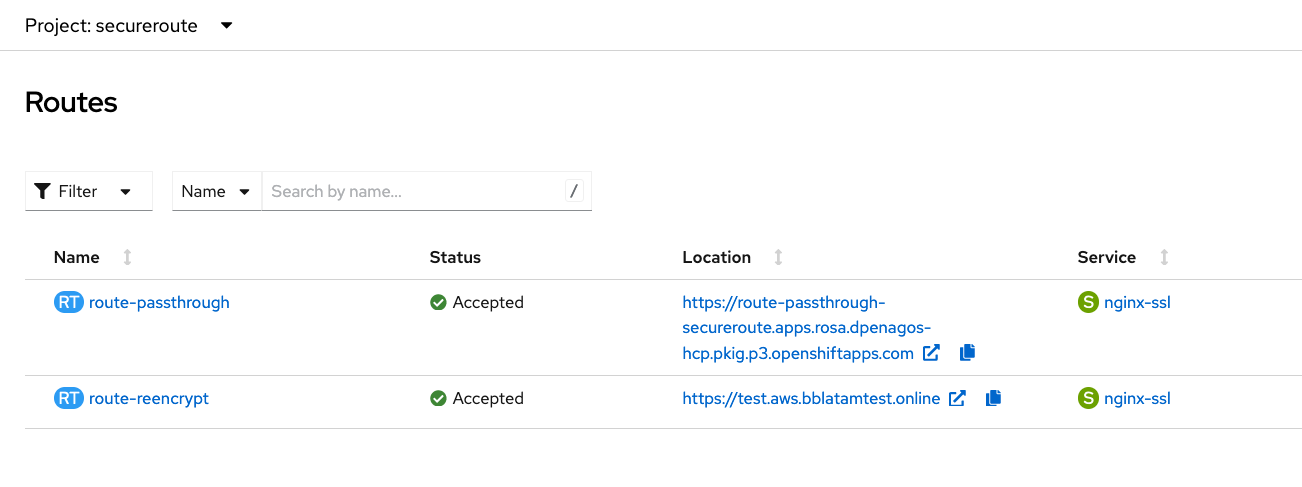 Project: secureroute
Routes
Filter Name Search by name... /
Name Status Location Service
RT route-passthrough Accepted https://route-passthrough- S nginx-ssl
secureroute.apps.rosa.dpenagos-
hcp.pkig.p3.openshiftapps.com
RT route-reencrypt Accepted https://test.aws.bblatamtest.online S nginx-ssl